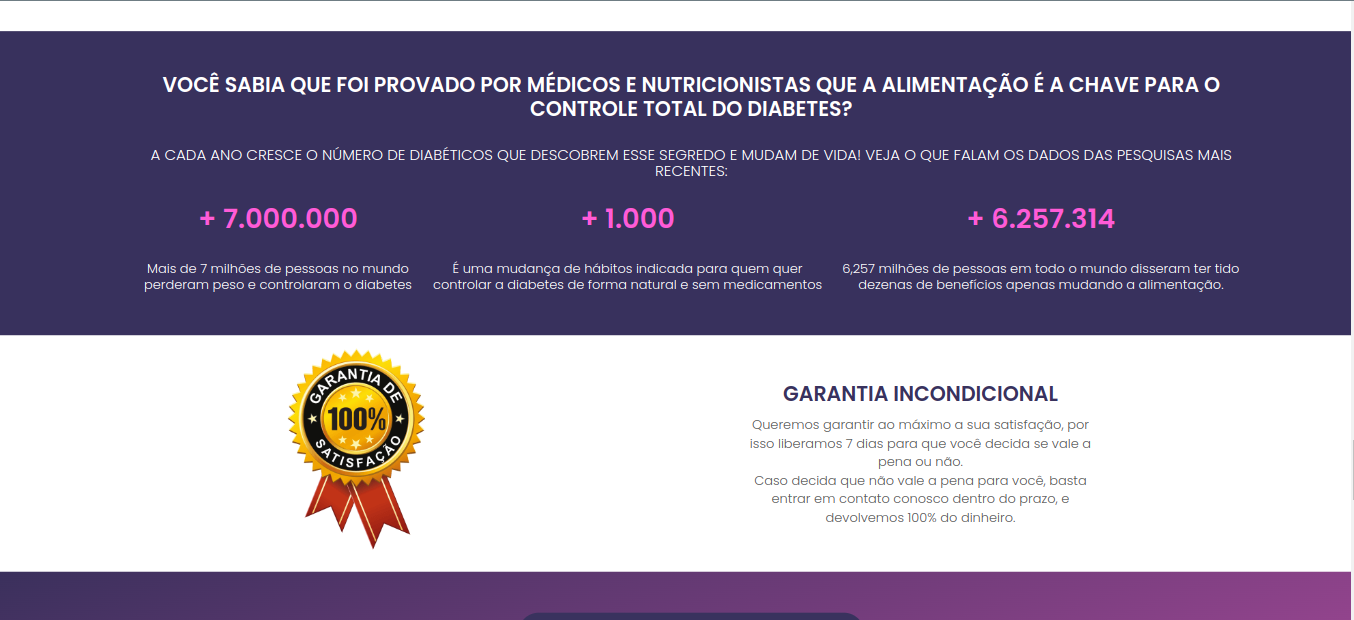 VOCÊ SABIA QUE FOI PROVADO POR MÉDICOS E NUTRICIONISTAS QUE A ALIMENTAÇÃO É A CHAVE PARA O
CONTROLE TOTAL DO DIABETES?
A CADA ANO CRESCE O NÚMERO DE DIABÉTICOS QUE DESCOBREM ESSE SEGREDO E MUDAM DE VIDA! VEJA O QUE FALAM OS DADOS DAS PESQUISAS MAIS
RECENTES:
+ 7.000.000
Mais de 7 milhões de pessoas no mundo
perderam peso e controlaram o diabetes
+ 1.000
É uma mudança de hábitos indicada para quem quer
controlar a diabetes de forma natural e sem medicamentos
+ 6.257.314
6,257 milhões de pessoas em todo o mundo disseram ter tido
dezenas de benefícios apenas mudando a alimentação.
GARANTIA DE
100%
SATISFAÇÃO
GARANTIA INCONDICIONAL
Queremos garantir ao máximo a sua satisfação, por
isso liberamos 7 dias para que você decida se vale a
pena ou não.
Caso decida que não vale a pena para você, basta
entrar em contato conosco dentro do prazo, e
devolvemos 100% do dinheiro.